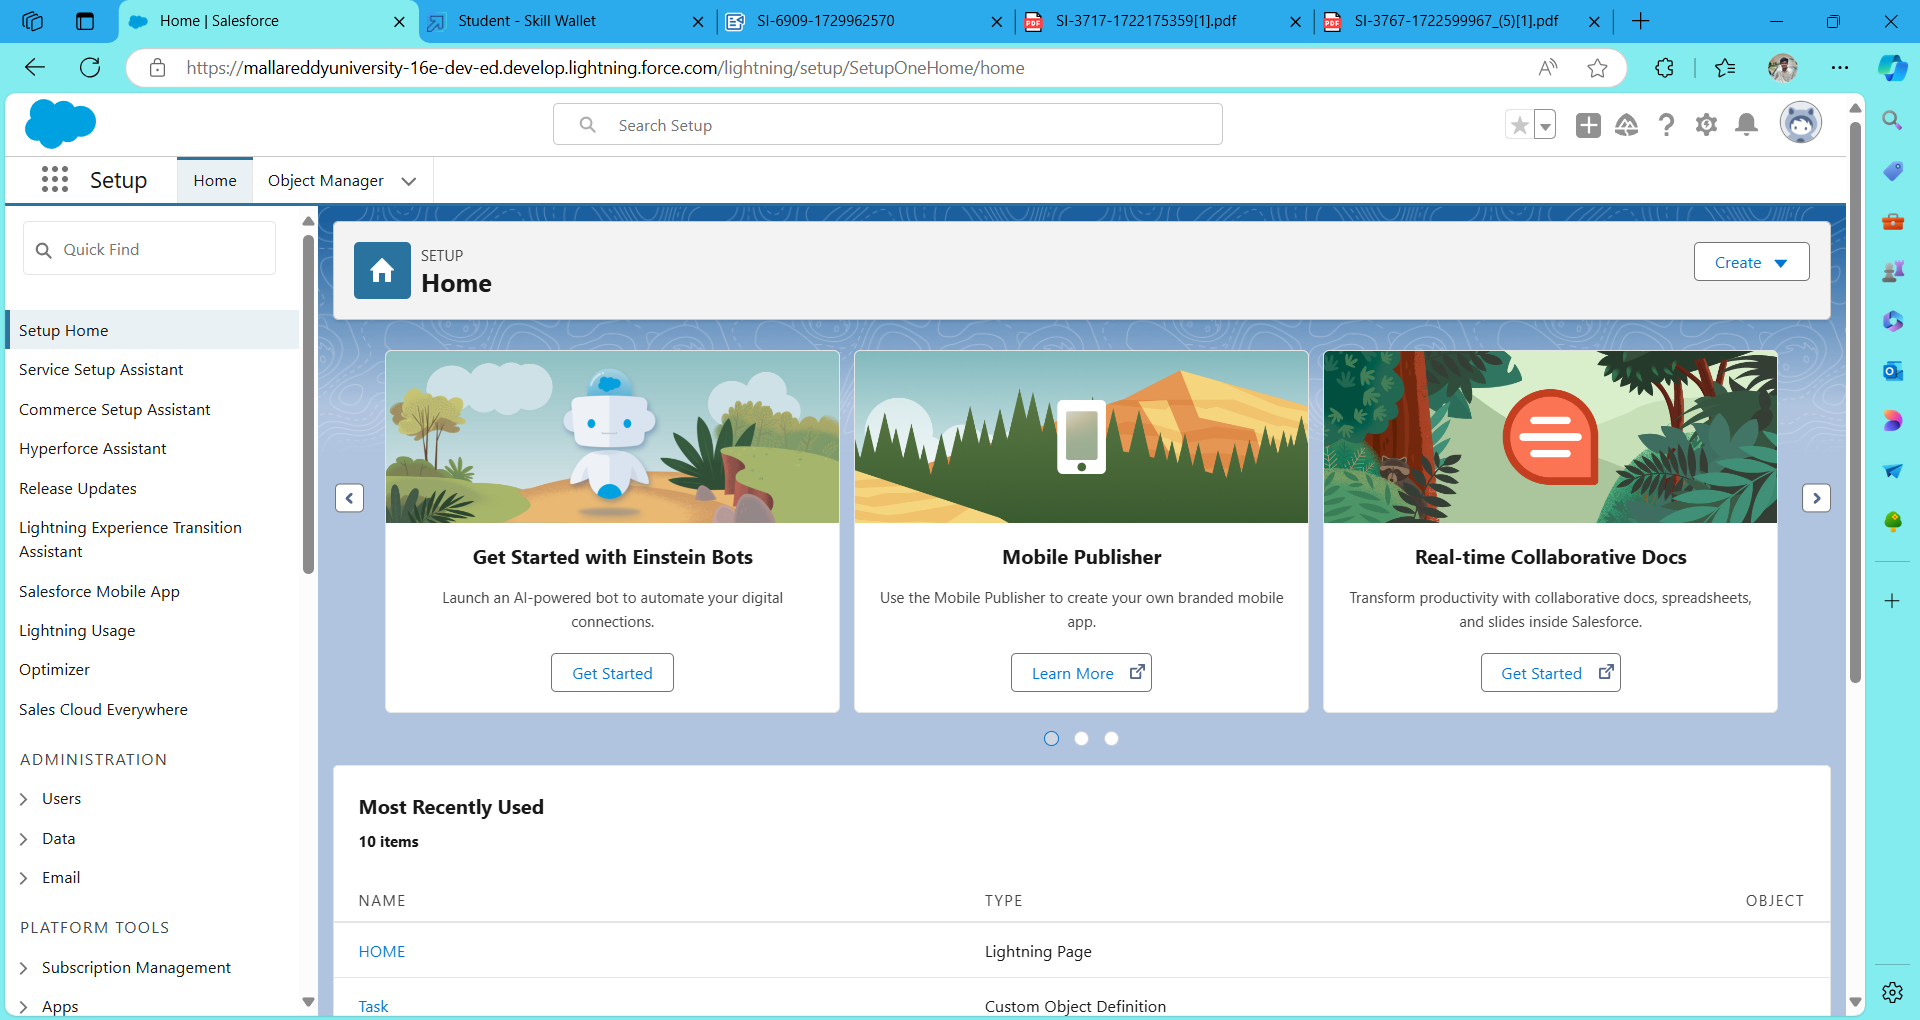 Home | Salesforce
Student - Skill Wallet
SI-6909-1729962570
SI-3717-1722175359[1].pdf
SI-3767-1722599967_(5)[1].pdf
https://mallareddyuniversity-16e-dev-ed.develop.lightning.force.com/lightning/setup/SetupOneHome/home
Search Setup
Setup
Home
Object Manager
Quick Find
Setup Home
Service Setup Assistant
Commerce Setup Assistant
Hyperforce Assistant
Release Updates
Lightning Experience Transition
Assistant
Salesforce Mobile App
Lightning Usage
Optimizer
Sales Cloud Everywhere
ADMINISTRATION
Users
Data
Email
PLATFORM TOOLS
Subscription Management
Apps
SETUP
Home
Create
Get Started with Einstein Bots
Launch an AI-powered bot to automate your digital
connections.
Get Started
Mobile Publisher
Use the Mobile Publisher to create your own branded mobile
app.
Learn More
Real-time Collaborative Docs
Transform productivity with collaborative docs, spreadsheets,
and slides inside Salesforce.
Get Started
Most Recently Used
10 items
NAME TYPE OBJECT
HOME Lightning Page
Task Custom Object Definition